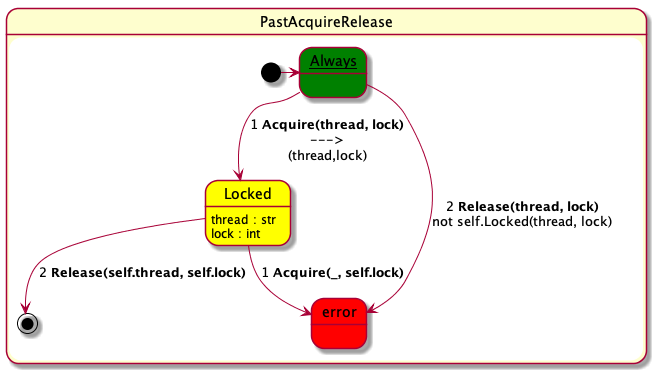 PastAcquireRelease
Always
1 Acquire(thread, lock)
--->
(thread,lock)
2 Release(thread, lock)
not self.Locked(thread, lock)
Locked
thread : str
lock : int
2 Release(self.thread, self.lock)
1 Acquire(_, self.lock)
error